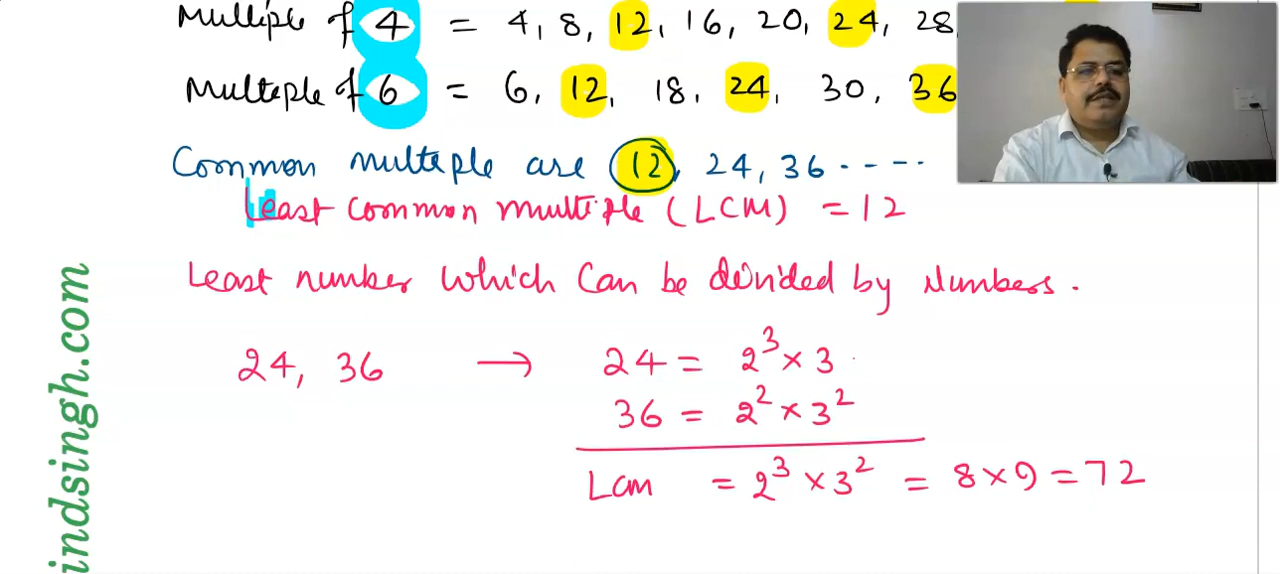 Multiple of 4 = 4, 8, 12, 16, 20, 24, 28
Multiple of 6 = 6, 12, 18, 24, 30, 36
Common multiple are 12, 24, 36 ----
Least common multiple (LCM) = 12
Least number which can be divided by Numbers.
24, 36 → 24 = 2³ × 3
36 = 2² × 3²
Lcm = 2³ × 3² = 8 × 9 = 72
indsingh.com